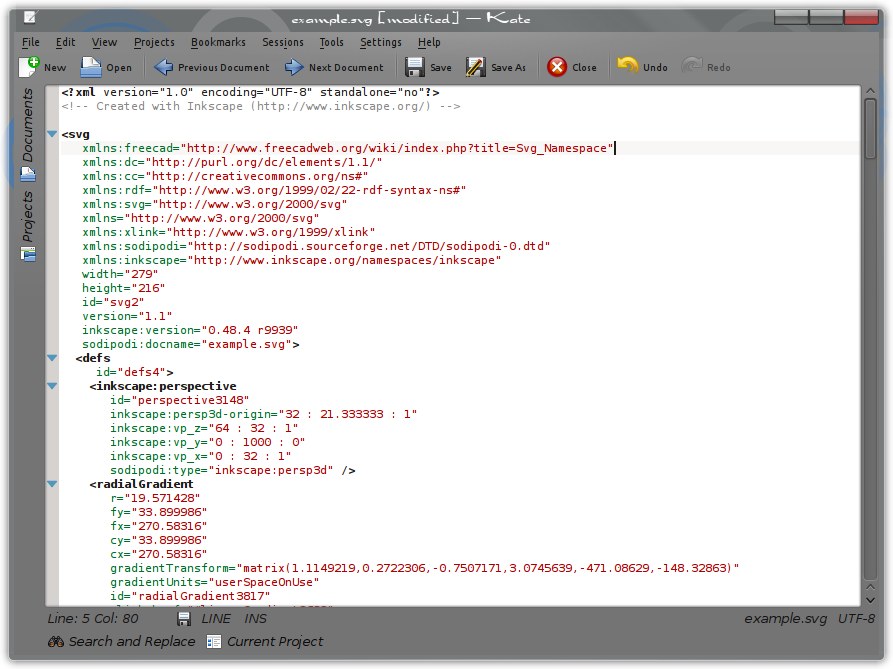 example.svg [modified] — Kate
File Edit View Projects Bookmarks Sessions Tools Settings Help
New Open Previous Document Next Document Save Save As Close Undo Redo
Documents
Projects
<?xml version="1.0" encoding="UTF-8" standalone="no"?>
<!-- Created with Inkscape (http://www.inkscape.org/) -->
<svg
xmlns:freecad="http://www.freecadweb.org/wiki/index.php?title=Svg_Namespace"
xmlns:dc="http://purl.org/dc/elements/1.1/"
xmlns:cc="http://creativecommons.org/ns#"
xmlns:rdf="http://www.w3.org/1999/02/22-rdf-syntax-ns#"
xmlns:svg="http://www.w3.org/2000/svg"
xmlns="http://www.w3.org/2000/svg"
xmlns:xlink="http://www.w3.org/1999/xlink"
xmlns:sodipodi="http://sodipodi.sourceforge.net/DTD/sodipodi-0.dtd"
xmlns:inkscape="http://www.inkscape.org/namespaces/inkscape"
width="279"
height="216"
id="svg2"
version="1.1"
inkscape:version="0.48.4 r9939"
sodipodi:docname="example.svg">
<defs
id="defs4">
<inkscape:perspective
id="perspective3148"
inkscape:persp3d-origin="32 : 21.333333 : 1"
inkscape:vp_z="64 : 32 : 1"
inkscape:vp_y="0 : 1000 : 0"
inkscape:vp_x="0 : 32 : 1"
sodipodi:type="inkscape:persp3d" />
<radialGradient
r="19.571428"
fy="33.899986"
fx="270.58316"
cy="33.899986"
cx="270.58316"
gradientTransform="matrix(1.1149219,0.2722306,-0.7507171,3.0745639,-471.08629,-148.32863)"
gradientUnits="userSpaceOnUse"
id="radialGradient3817"
Line: 5 Col: 80 LINE INS example.svg UTF-8
Search and Replace Current Project